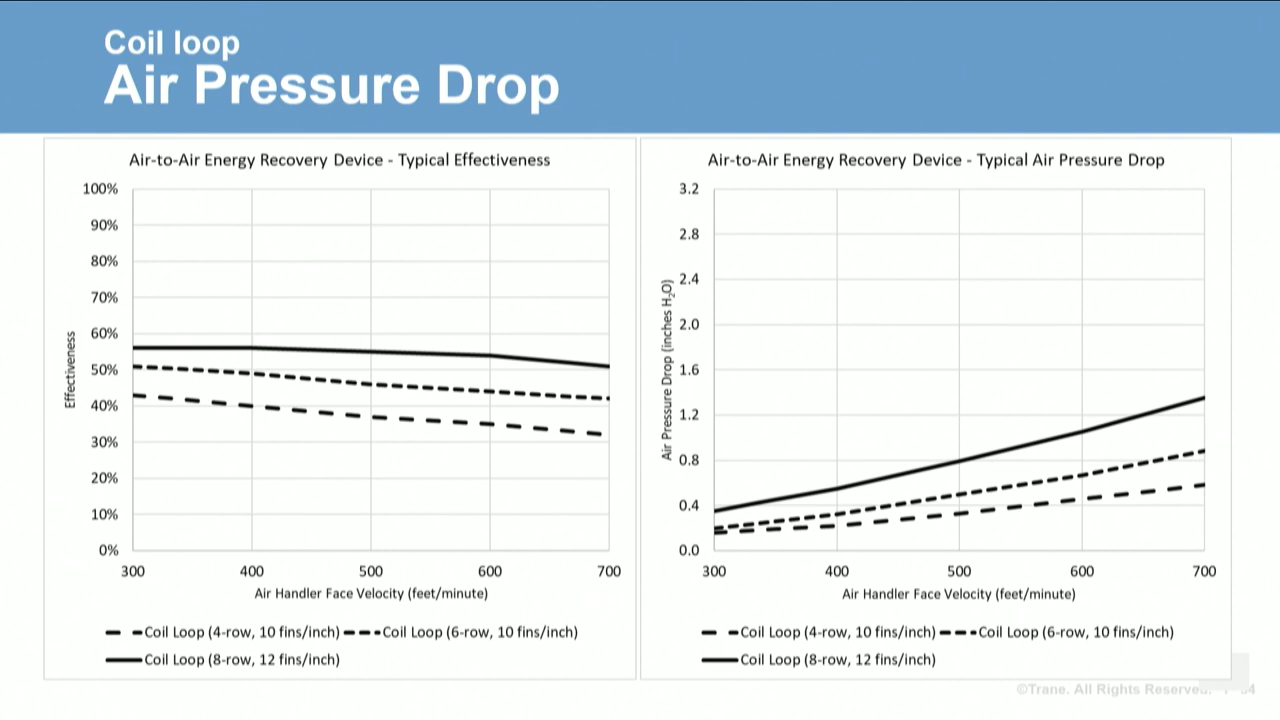 Coil loop
Air Pressure Drop
Air-to-Air Energy Recovery Device - Typical Effectiveness
100%
90%
80%
70%
60%
50%
40%
30%
20%
10%
0%
Effectiveness
300 400 500 600 700
Air Handler Face Velocity (feet/minute)
Coil Loop (4-row, 10 fins/inch) Coil Loop (6-row, 10 fins/inch)
Coil Loop (8-row, 12 fins/inch)
Air-to-Air Energy Recovery Device - Typical Air Pressure Drop
3.2
2.8
2.4
2.0
1.6
1.2
0.8
0.4
0.0
Air Pressure Drop (inches H₂O)
300 400 500 600 700
Air Handler Face Velocity (feet/minute)
Coil Loop (4-row, 10 fins/inch) Coil Loop (6-row, 10 fins/inch)
Coil Loop (8-row, 12 fins/inch)
©Trane. All Rights Reserved.